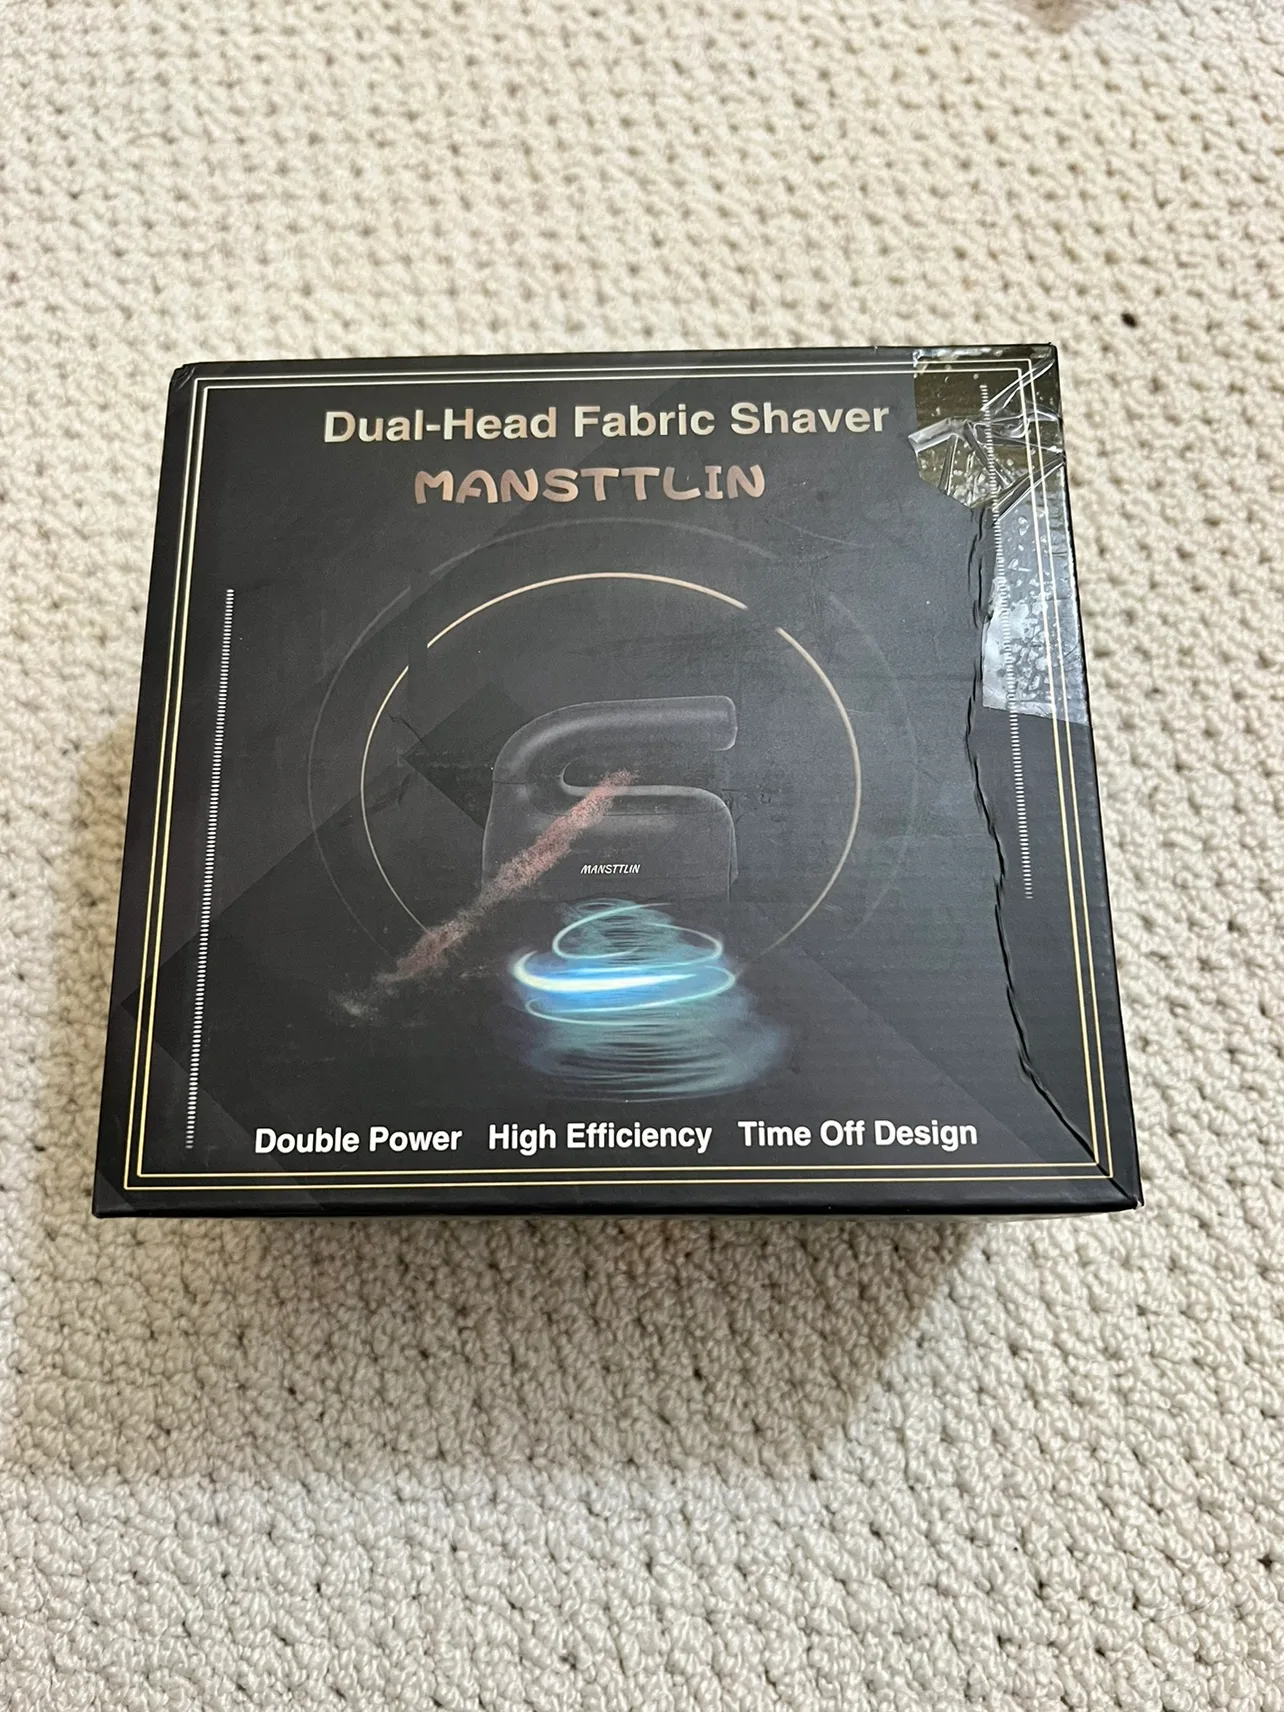 Dual-Head Fabric Shaver
MANSTTLIN
MANSTTLIN
Double Power High Efficiency Time Off Design